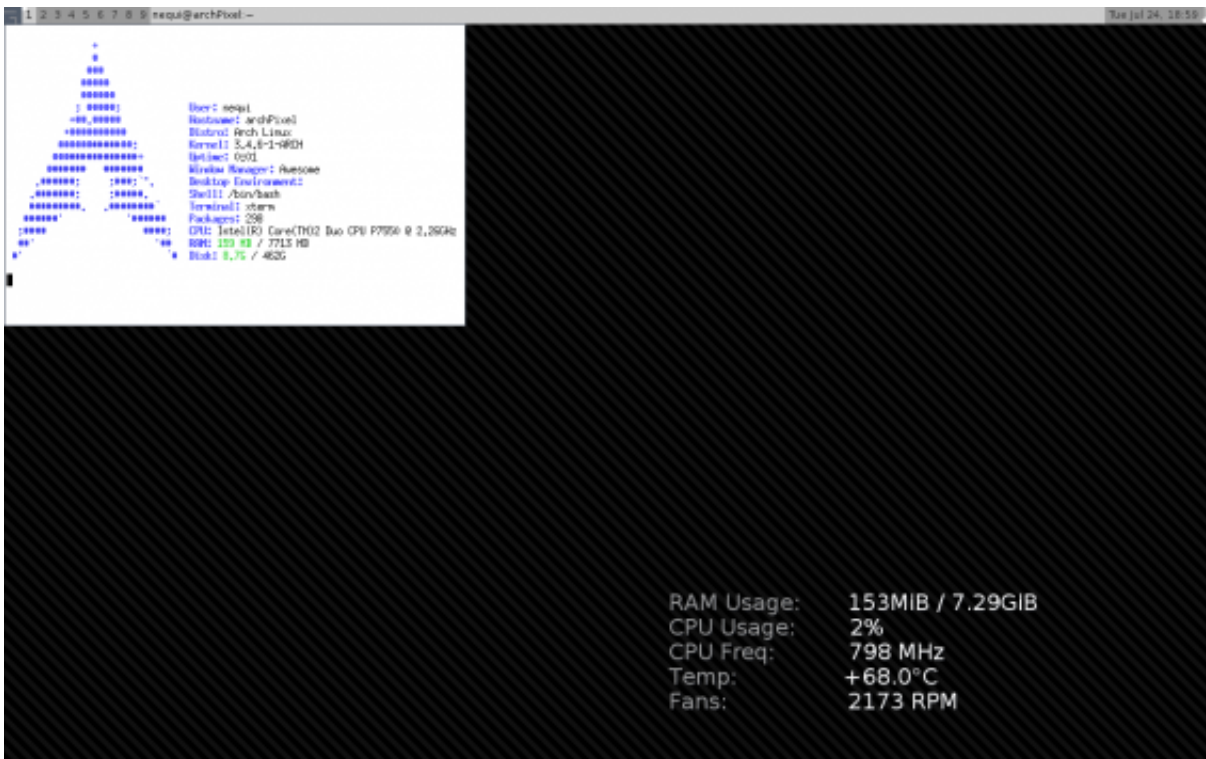 1 2 3 4 5 6 7 8 9 nequi@archPixel ~
Tue Jul 24, 18:59
User: nequi
Hostname: archPixel
Distro: Arch Linux
Kernel: 3.4.6-1-ARCH
Uptime: 0:01
Window Manager: Awesome
Desktop Environment:
Shell: /bin/bash
Terminal: xterm
Packages: 298
CPU: Intel(R) Core(TM)2 Duo CPU P7550 @ 2.26GHz
RAM: 153 MB / 7713 MB
Disk: / 462G
RAM Usage: 153MiB / 7.29GiB
CPU Usage: 2%
CPU Freq: 798 MHz
Temp: +68.0°C
Fans: 2173 RPM